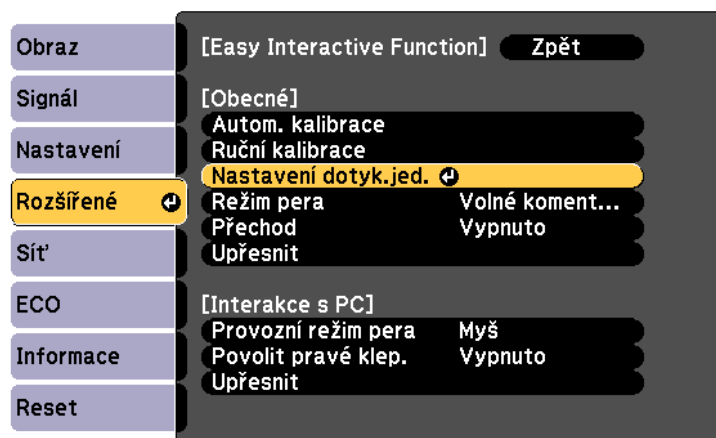 Obraz
Signál
Nastavení
Rozšířené
Síť
ECO
Informace
Reset
[Easy Interactive Function] Zpět
[Obecné]
Autom. kalibrace
Ruční kalibrace
Nastavení dotyk.jed.
Režim pera Volné koment...
Přechod Vypnuto
Upřesnit
[Interakce s PC]
Provozní režim pera Myš
Povolit pravé klep. Vypnuto
Upřesnit